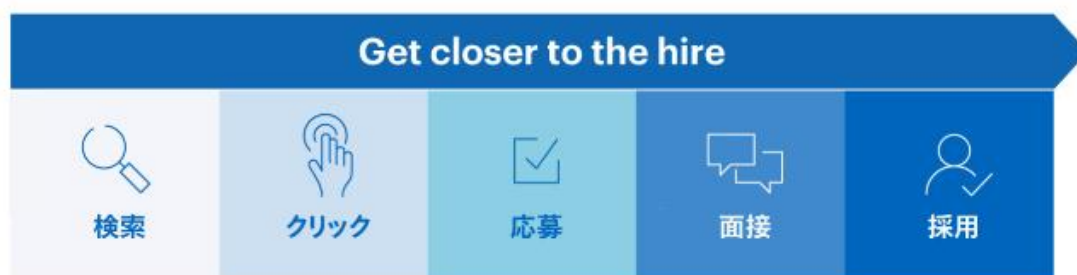 Get closer to the hire
検索
クリック
応募
面接
採用